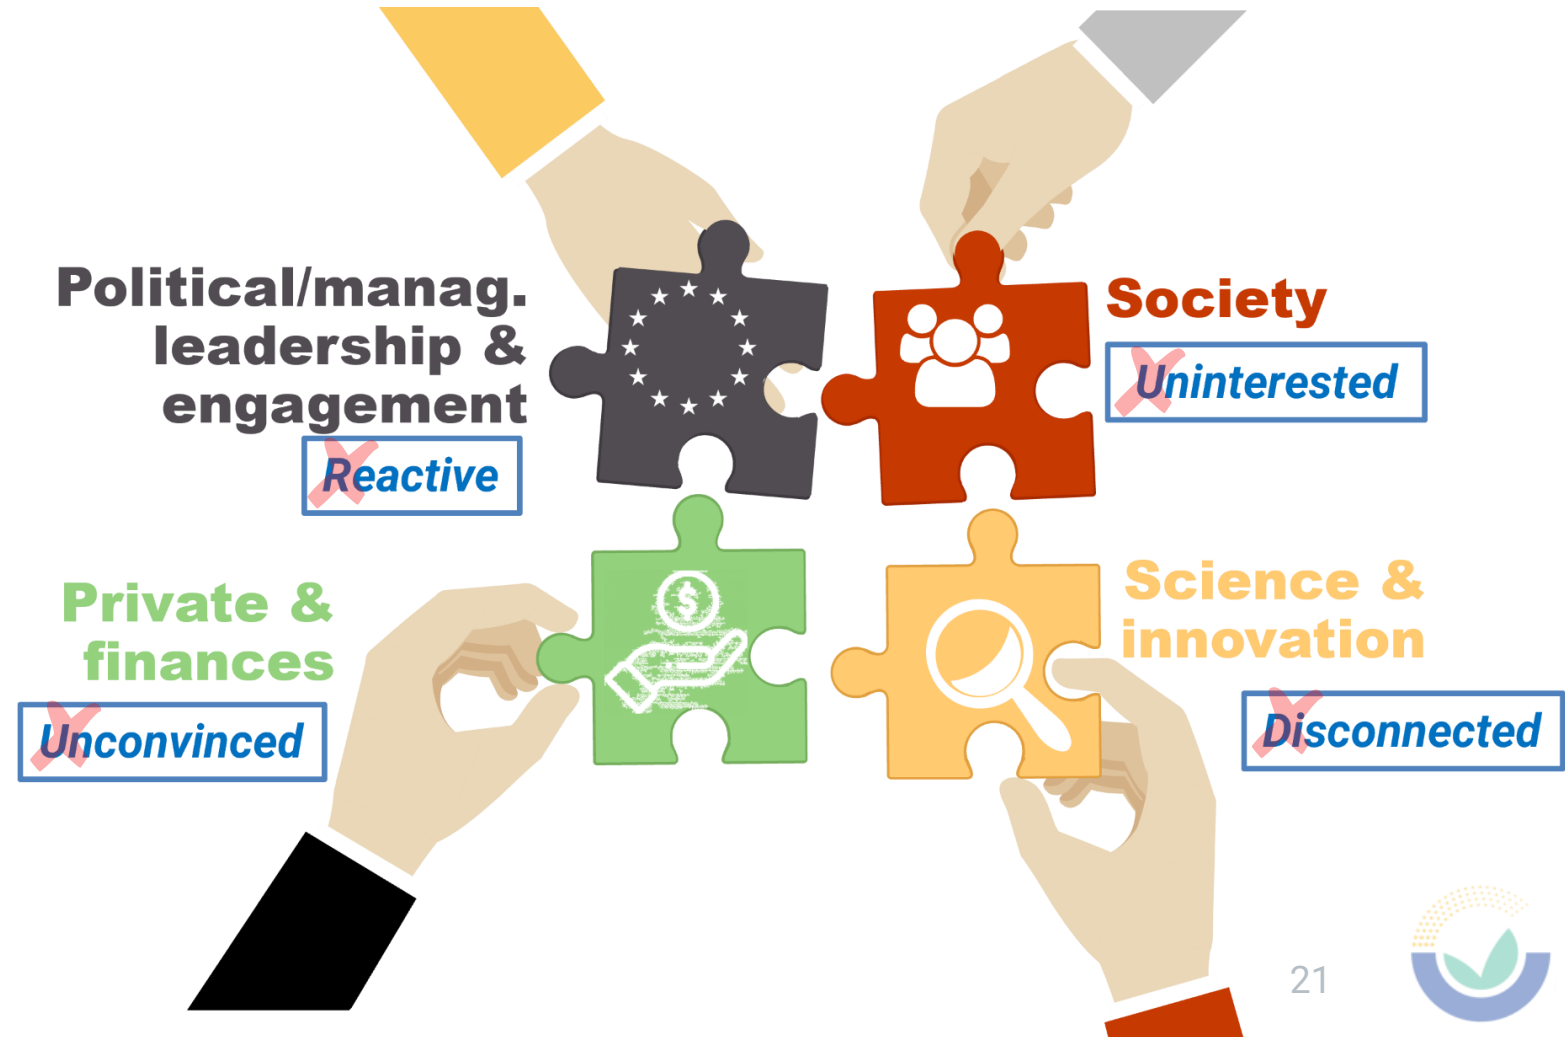 Political/manag.
leadership &
engagement
Reactive
Society
Uninterested
Private &
finances
Unconvinced
Science &
innovation
Disconnected
$
21